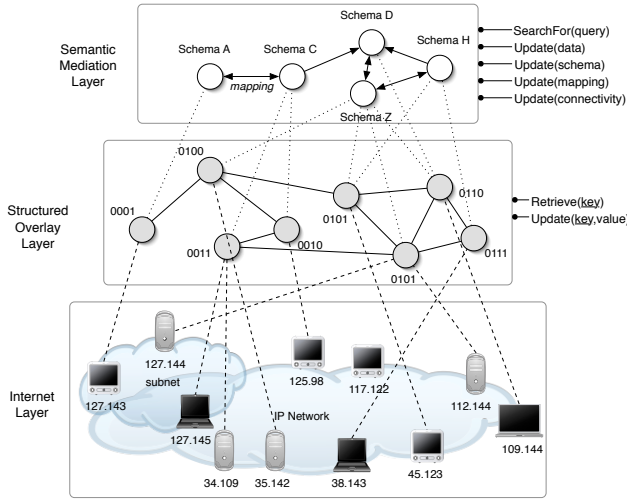 Schema D
Semantic
Mediation
Layer
Schema A
Schema C
Schema H
mapping
Schema Z
SearchFor(query)
Update(data)
Update(schema)
Update(mapping)
Update(connectivity)
Structured
Overlay
Layer
0100
0001
0011
0010
0101
0110
0101
0111
Retrieve(key)
Update(key,value)
Internet
Layer
127.144
subnet
127.143
127.145
125.98
117.122
112.144
109.144
IP Network
34.109
35.142
38.143
45.123